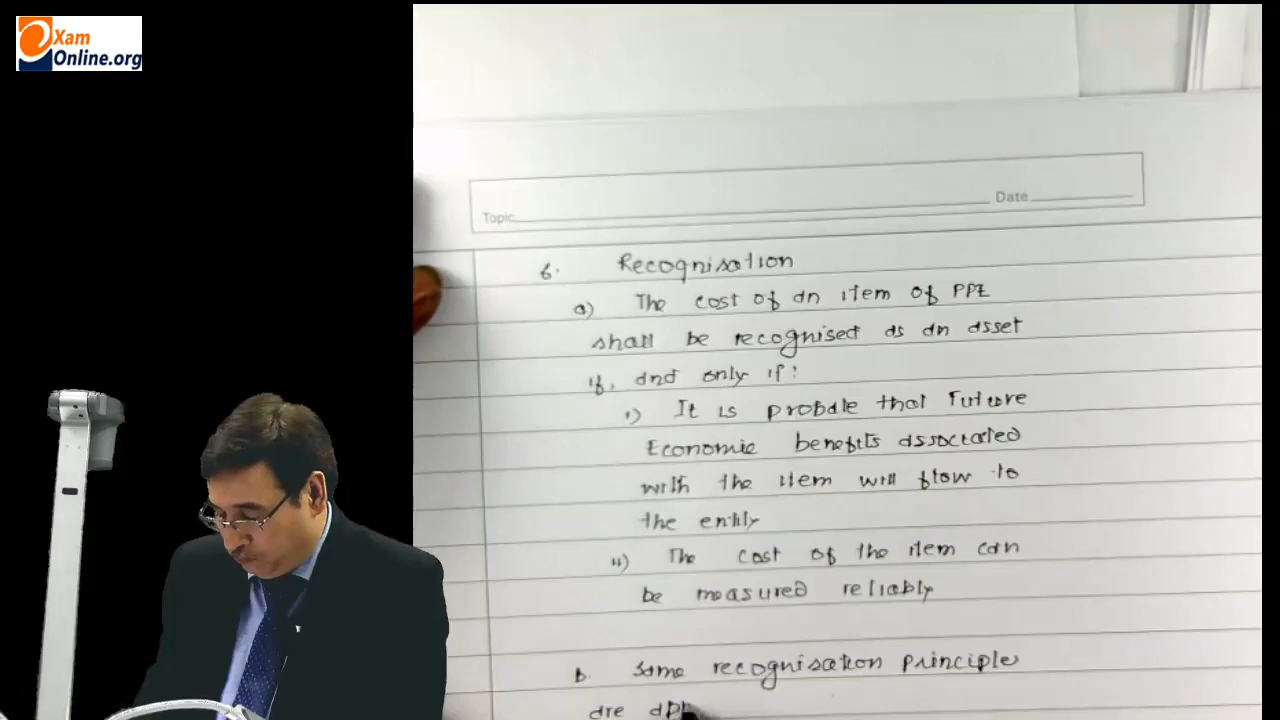 Xam
Online.org
Topic
Date
6. Recognisation
a) The cost of an item of PPE
shall be recognised as an asset
if, and only if:
i) It is probale that Future
Economic benefits associated
with the item will flow to
the entity
ii) The cost of the item can
be measured reliably
b. Same recognisation principle
are app